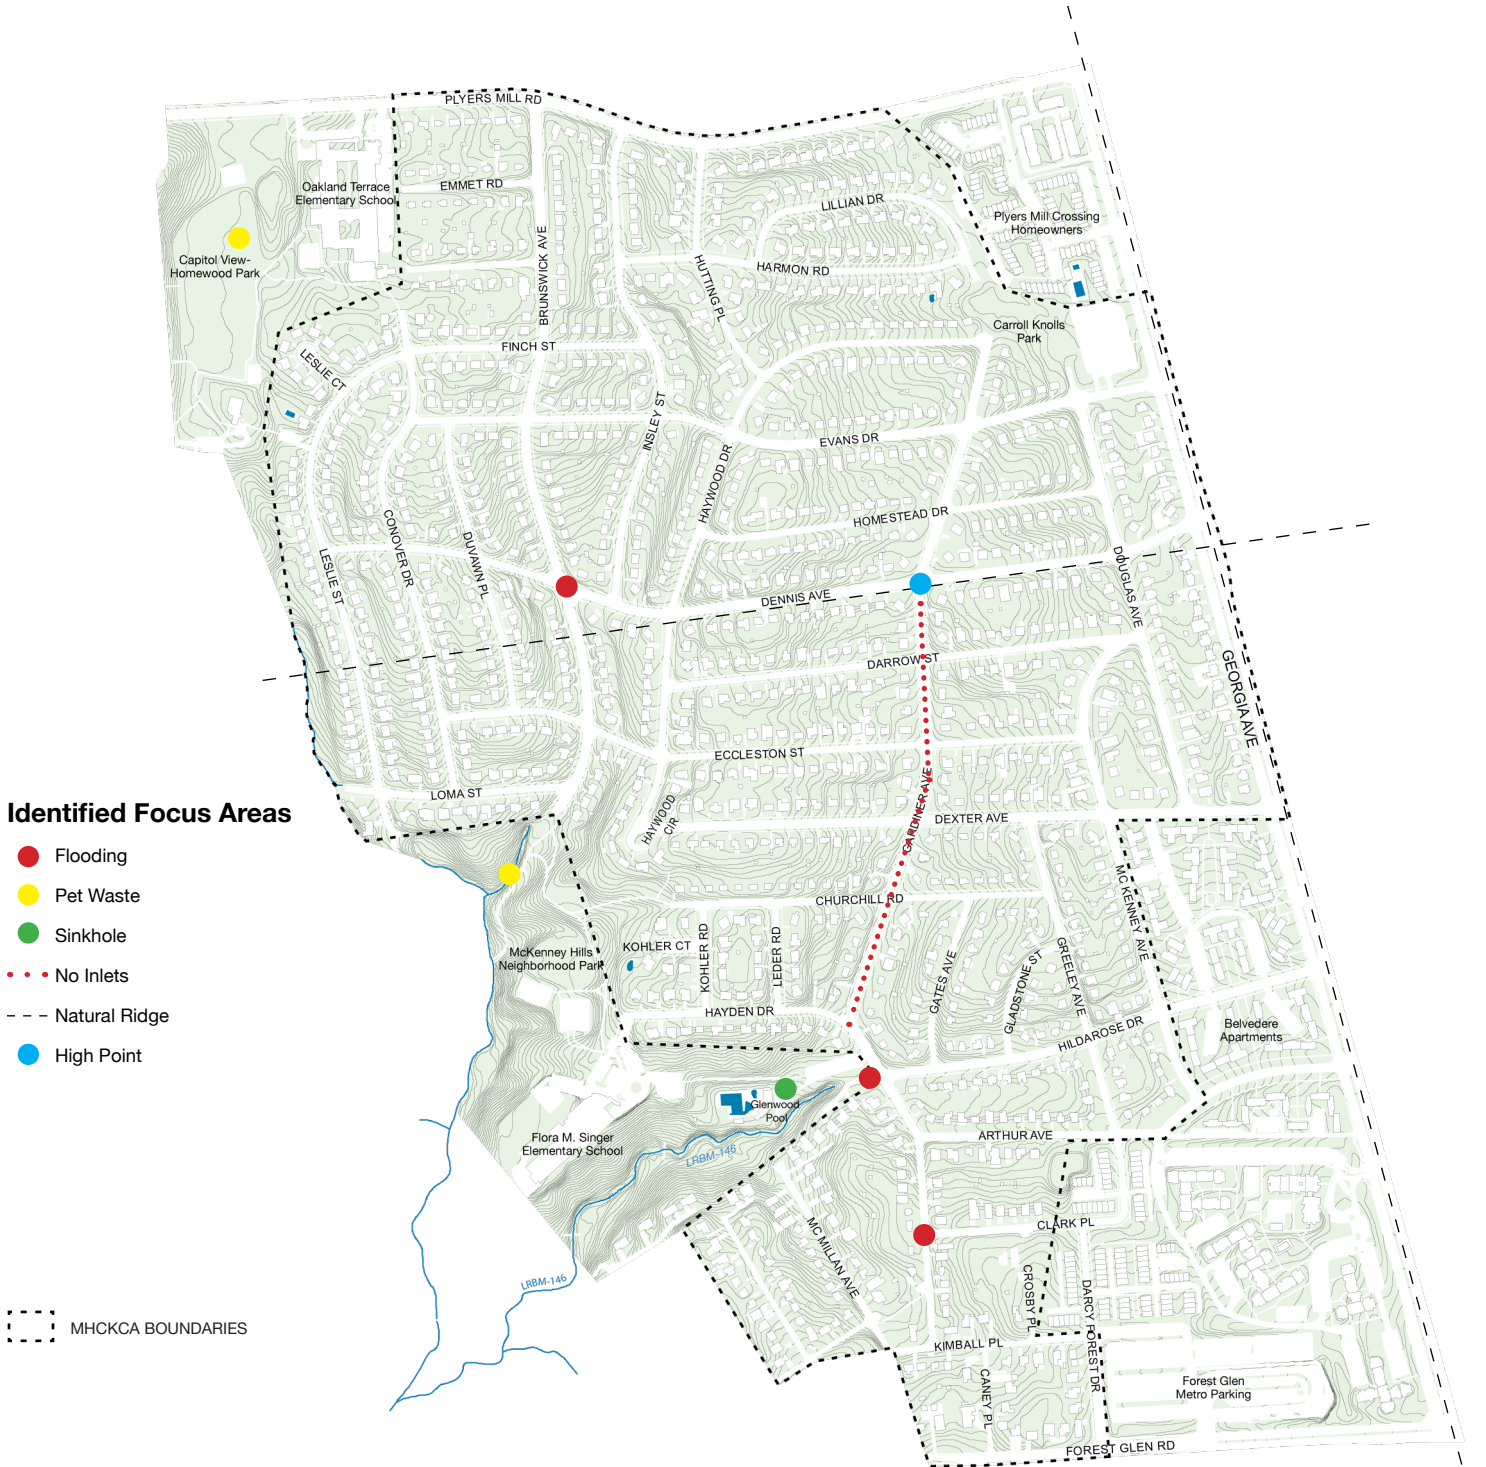 PLYERS MILL RD
Oakland Terrace
Elementary School
EMMET RD
LILLIAN DR
Plyers Mill Crossing
Homeowners
Capitol View-
Homewood Park
BRUNSWICK AVE
HUTTING PL
HARMON RD
Carroll Knolls
Park
FINCH ST
LESLIE CT
INSLEY ST
EVANS DR
HAYWOOD DR
HOMESTEAD DR
CONOVER DR
DUVAWN PL
LESLIE ST
DENNIS AVE
DOUGLAS AVE
DARROW ST
GEORGIA AVE
ECCLESTON ST
LOMA ST
HAYWOOD
CIR
GARDINER AVE
DEXTER AVE
Identified Focus Areas
Flooding
Pet Waste
Sinkhole
No Inlets
Natural Ridge
High Point
MC KENNEY AVE
CHURCHILL RD
KOHLER CT
KOHLER RD
LEDER RD
McKenney Hills
Neighborhood Park
GATES AVE
GLADSTONE ST
GREELEY AVE
HAYDEN DR
HILDAROSE DR
Belvedere
Apartments
Glenwood
Pool
Flora M. Singer
Elementary School
LRBM-146
ARTHUR AVE
MC MILLAN AVE
CLARK PL
LRBM-146
CROSBY PL
DARCY FOREST DR
MHCKCA BOUNDARIES
KIMBALL PL
CANEY PL
Forest Glen
Metro Parking
FOREST GLEN RD